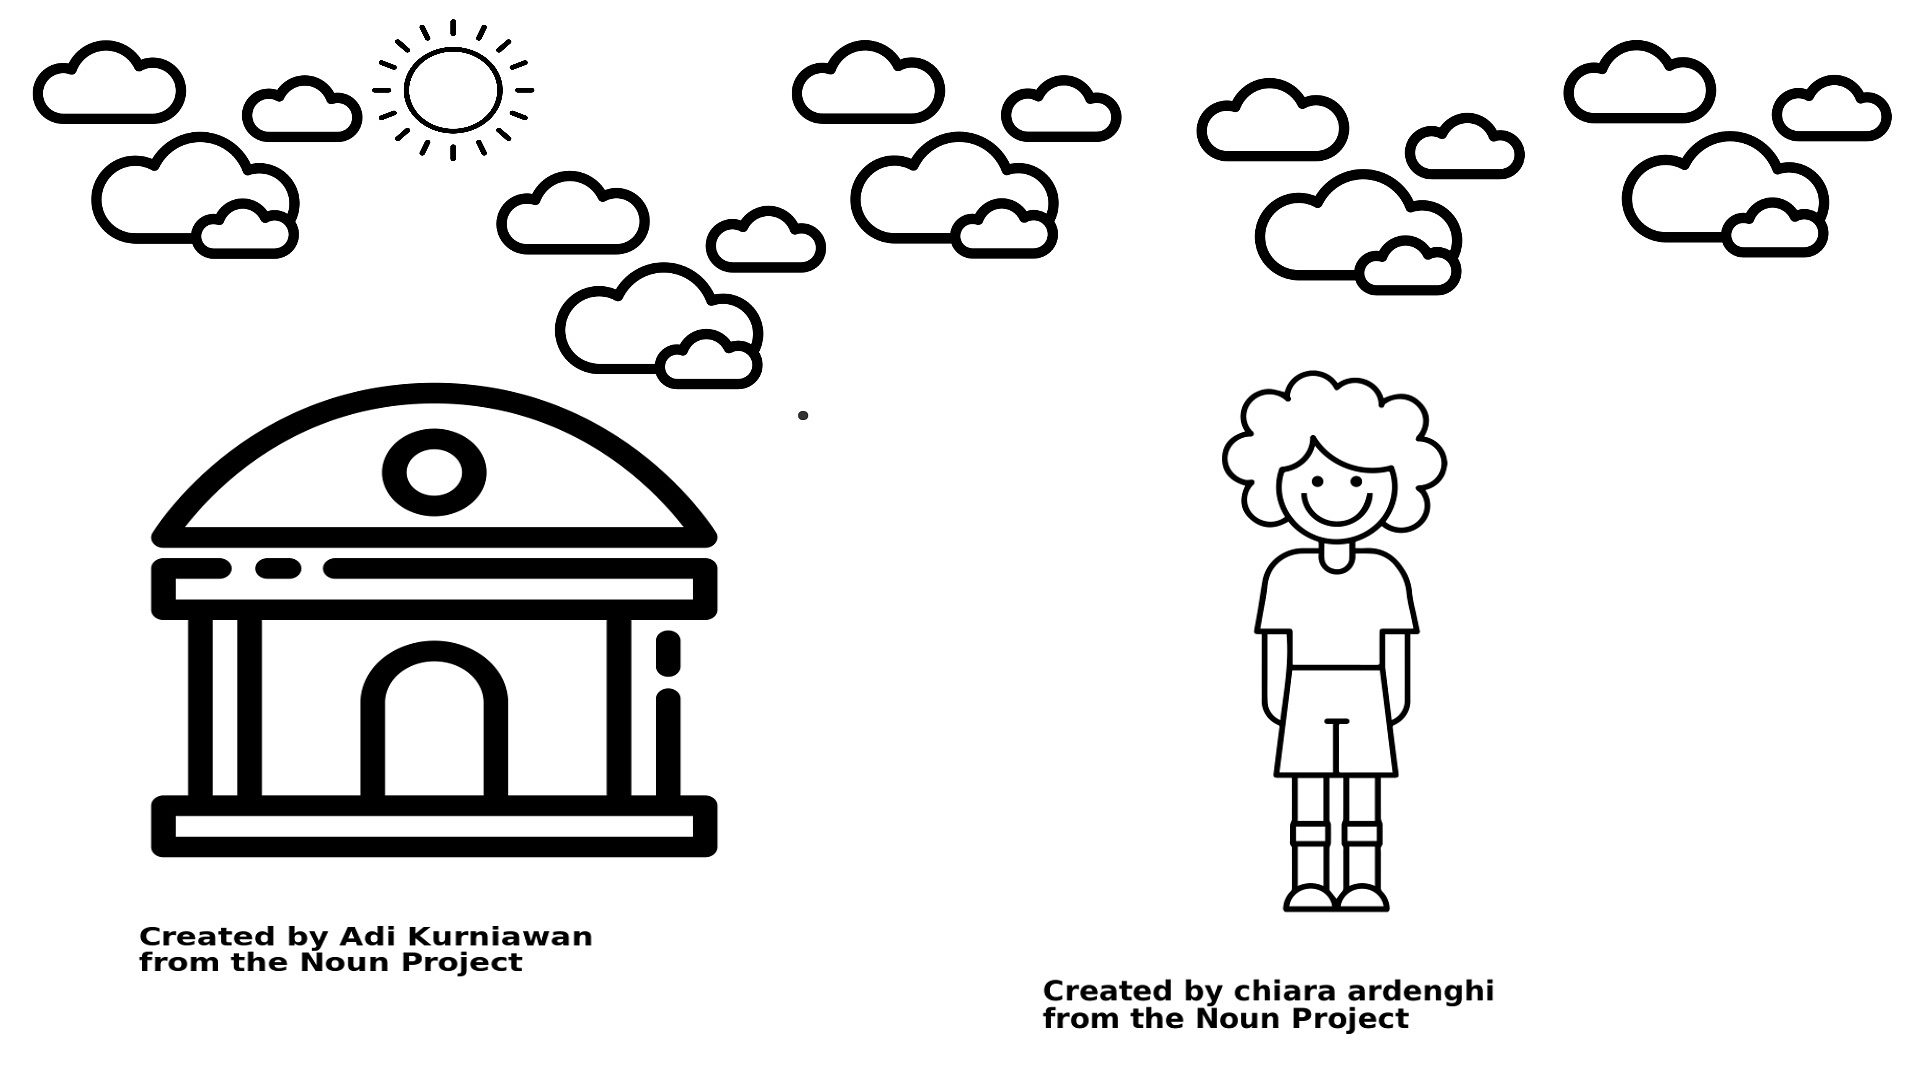 Created by Adi Kurniawan
from the Noun Project
Created by chiara ardenghi
from the Noun Project